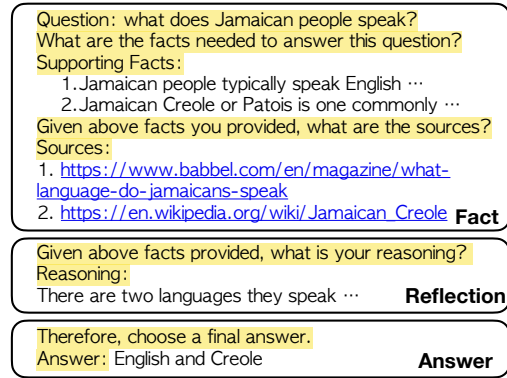 Question: what does Jamaican people speak?
What are the facts needed to answer this question?
Supporting Facts:
1.Jamaican people typically speak English ⋯
2.Jamaican Creole or Patois is one commonly ⋯
Given above facts you provided, what are the sources?
Sources:
1. https://www.babbel.com/en/magazine/what-
language-do-jamaicans-speak
2. https://en.wikipedia.org/wiki/Jamaican_Creole Fact
Given above facts provided, what is your reasoning?
Reasoning:
There are two languages they speak ⋯ Reflection
Therefore, choose a final answer.
Answer: English and Creole Answer